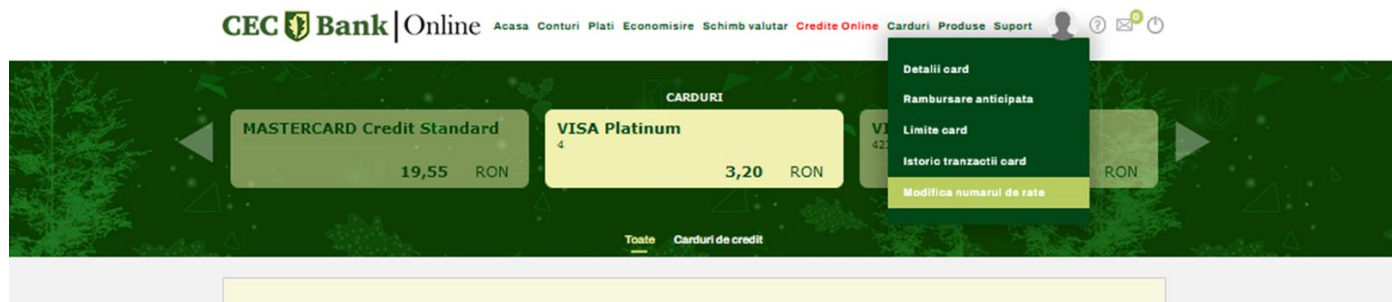 CEC Bank | Online Acasa Conturi Plati Economisire Schimb valutar Credite Online Carduri Produse Suport 0
Detalii card
Rambursare anticipata
Limite card
Istoric tranzactii card
Modifica numarul de rate
CARDURI
MASTERCARD Credit Standard
19,55 RON
VISA Platinum
4
3,20 RON
RON
Toate Carduri de credit